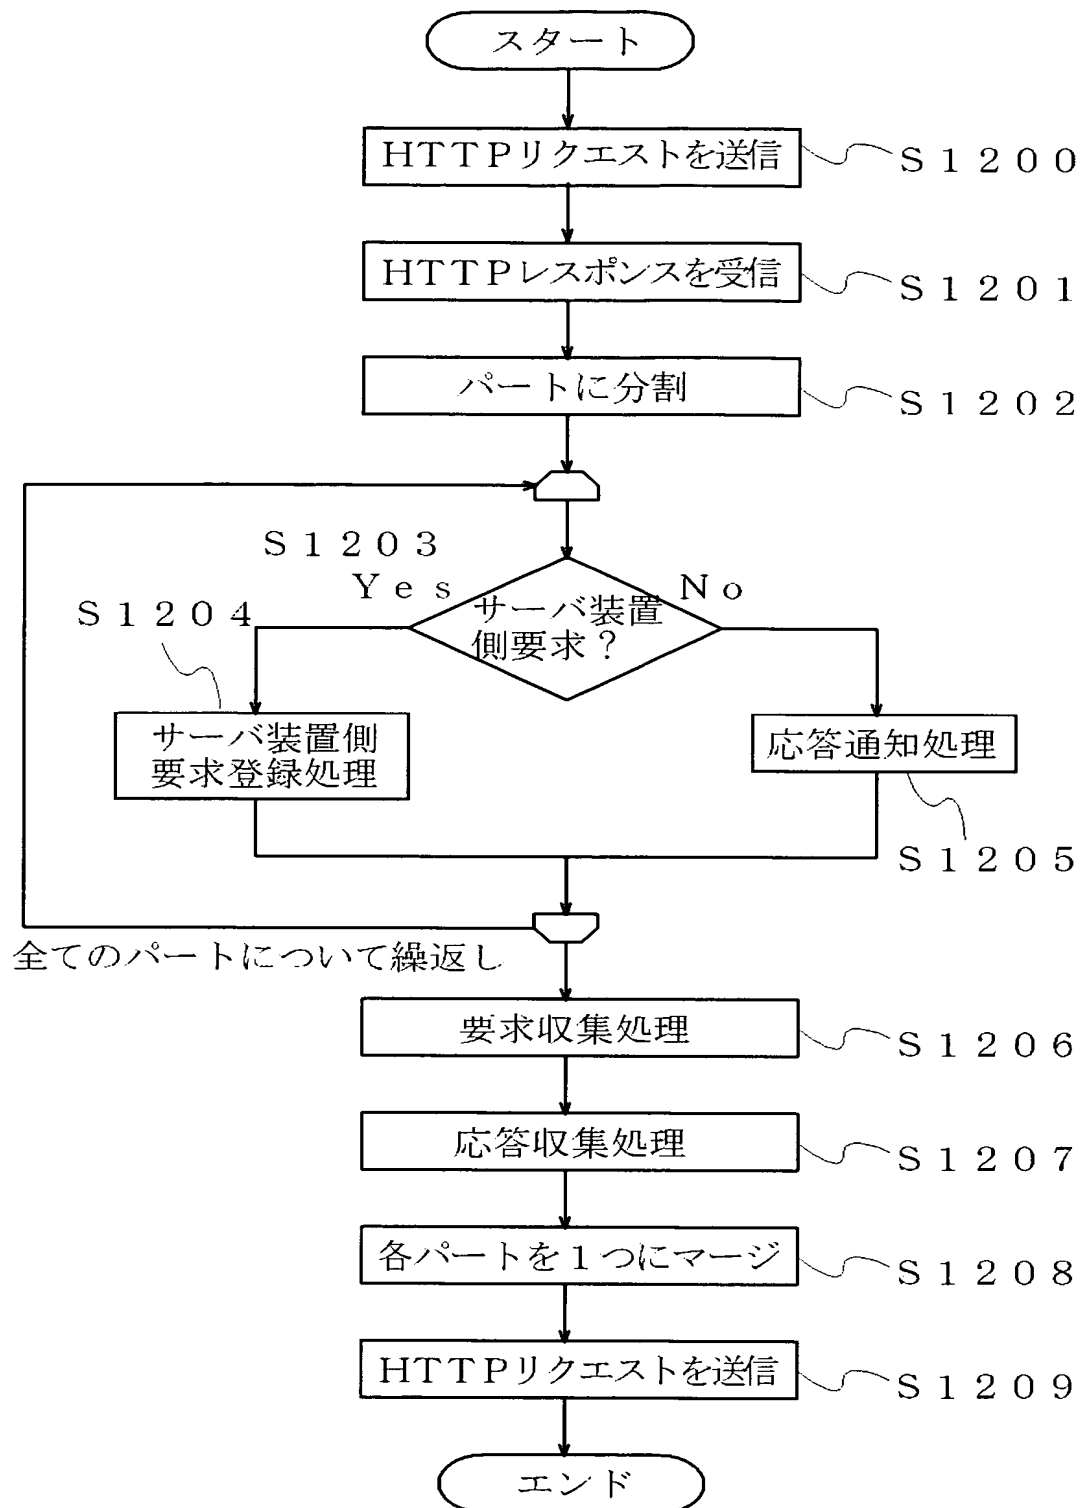 スタート
HTTPリクエストを送信
S1200
HTTPレスポンスを受信
S1201
パートに分割
S1202
S1203
Yes
No
サーバ装置
側要求?
S1204
サーバ装置側
要求登録処理
応答通知処理
S1205
全てのパートについて繰返し
要求収集処理
S1206
応答収集処理
S1207
各パートを1つにマージ
S1208
HTTPリクエストを送信
S1209
エンド